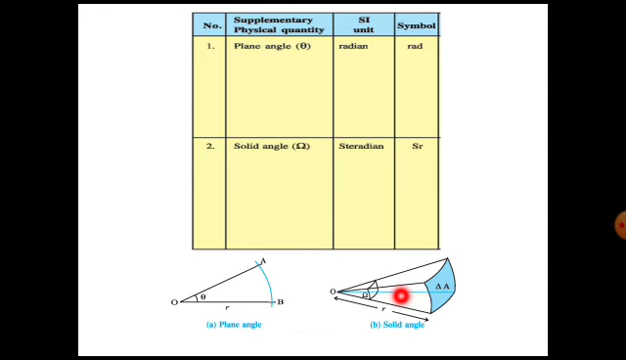 No. Supplementary Physical quantity SI unit Symbol
1. Plane angle (θ) radian rad
2. Solid angle (Ω) Steradian Sr
A
O θ r B
O Ω ΔA
r
(a) Plane angle (b) Solid angle